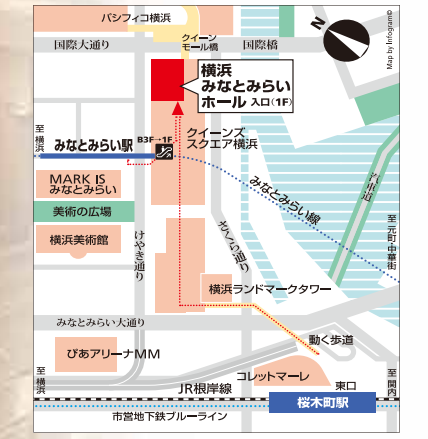 パシフィコ横浜
国際大通り
クイーン
モール橋
国際橋
N
Map by Infogram©
横浜
みなとみらい
ホール 入口〈1F〉
至横浜
みなとみらい駅
B3F→1F
クイーンズ
スクエア横浜
MARK IS
みなとみらい
美術の広場
横浜美術館
けやき通り
さくら通り
みなとみらい線
汽車道
至元町中華街
横浜ランドマークタワー
みなとみらい大通り
動く歩道
ぴあアリーナMM
コレットマーレ
至横浜
JR根岸線
東口
至関内
桜木町駅
市営地下鉄ブルーライン